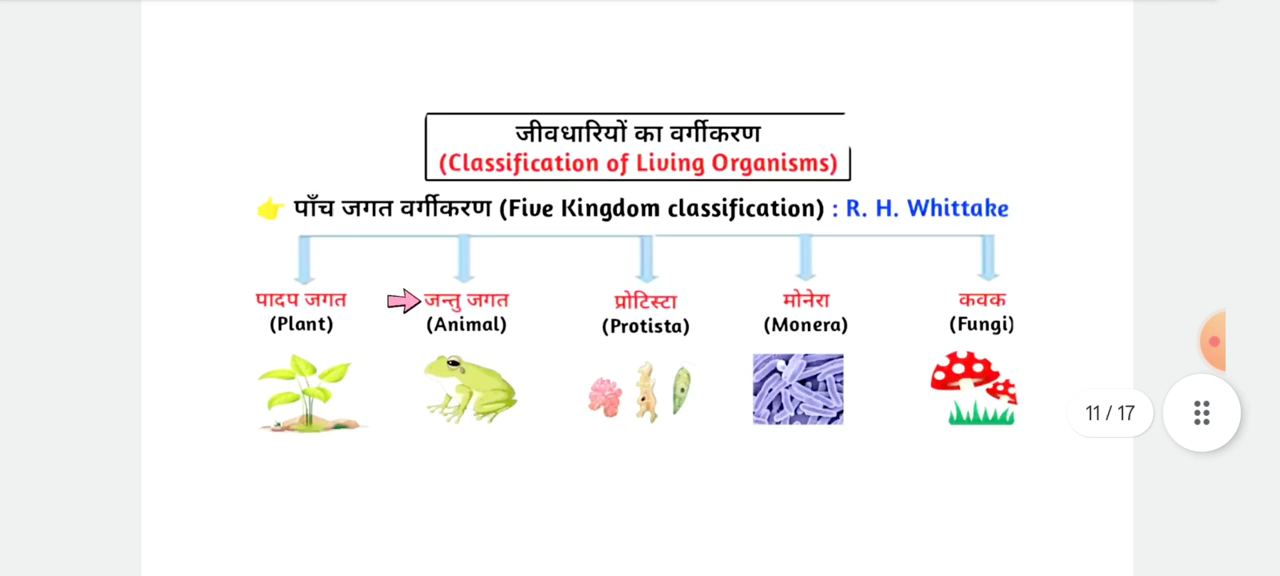 जीवधारियों का वर्गीकरण
(Classification of Living Organisms)
पाँच जगत वर्गीकरण (Five Kingdom classification) : R. H. Whittake
पादप जगत
(Plant)
जन्तु जगत
(Animal)
प्रोटिस्टा
(Protista)
मोनेरा
(Monera)
कवक
(Fungi)
11 / 17